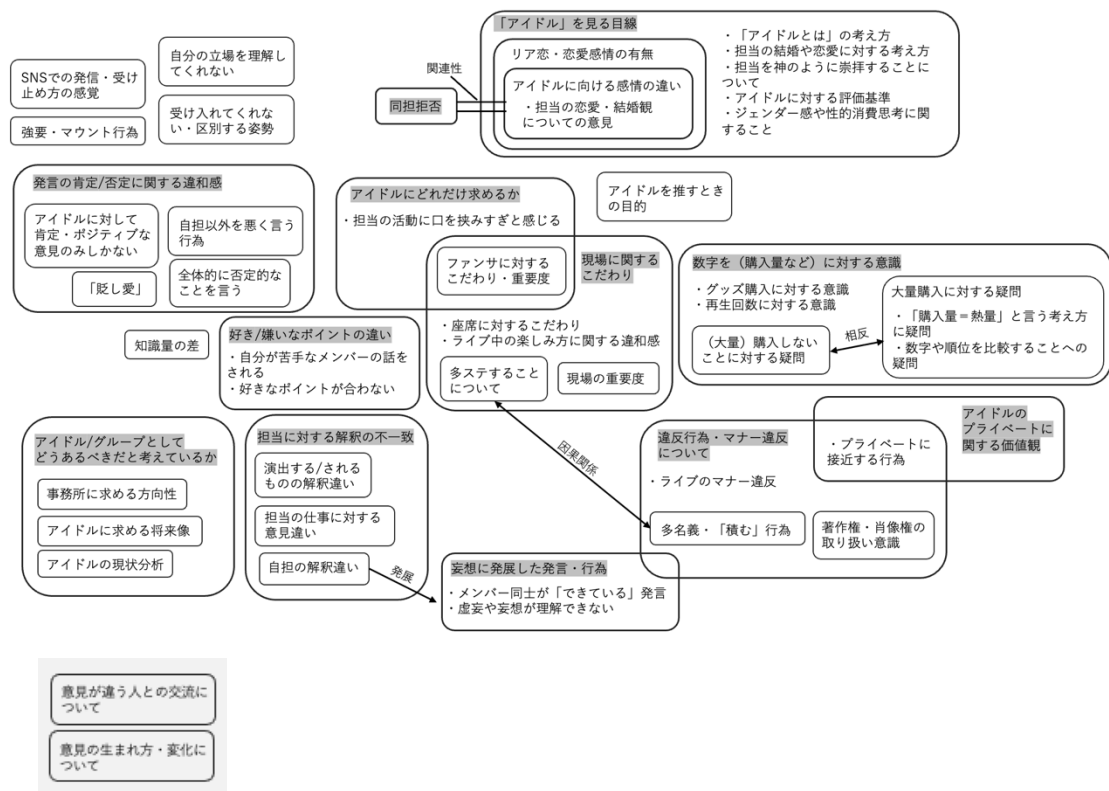 「アイドル」を見る目線
リア恋・恋愛感情の有無
アイドルに向ける感情の違い
・担当の恋愛・結婚観
についての意見
・「アイドルとは」の考え方
・担当の結婚や恋愛に対する考え方
・担当を神のように崇拝することに
ついて
・アイドルに対する評価基準
・ジェンダー感や性的消費思考に関
すること
関連性
同担拒否
SNSでの発信・受け
止め方の感覚
自分の立場を理解し
てくれない
強要・マウント行為
受け入れてくれな
い・区別する姿勢
発言の肯定/否定に関する違和感
アイドルに対して
肯定・ポジティブな
意見のみしかない
自担以外を悪く言う
行為
「貶し愛」
全体的に否定的な
ことを言う
アイドルにどれだけ求めるか
・担当の活動に口を挟みすぎと感じる
ファンサに対する
こだわり・重要度
現場に関する
こだわり
・座席に対するこだわり
・ライブ中の楽しみ方に関する違和感
多ステすること
について
現場の重要度
アイドルを推すとき
の目的
数字を（購入量など）に対する意識
・グッズ購入に対する意識
・再生回数に対する意識
（大量）購入しない
ことに対する疑問
相反
大量購入に対する疑問
・「購入量＝熱量」と言う考え方
に疑問
・数字や順位を比較することへの
疑問
知識量の差
好き/嫌いなポイントの違い
・自分が苦手なメンバーの話を
される
・好きなポイントが合わない
アイドル/グループとして
どうあるべきだと考えているか
事務所に求める方向性
アイドルに求める将来像
アイドルの現状分析
担当に対する解釈の不一致
演出する/される
ものの解釈違い
担当の仕事に対する
意見違い
自担の解釈違い
発展
妄想に発展した発言・行為
・メンバー同士が「できている」発言
・虚妄や妄想が理解できない
因果関係
違反行為・マナー違反
について
・ライブのマナー違反
多名義・「積む」行為
著作権・肖像権の
取り扱い意識
・プライベートに
接近する行為
アイドルの
プライベートに
関する価値観
意見が違う人との交流に
ついて
意見の生まれ方・変化に
ついて